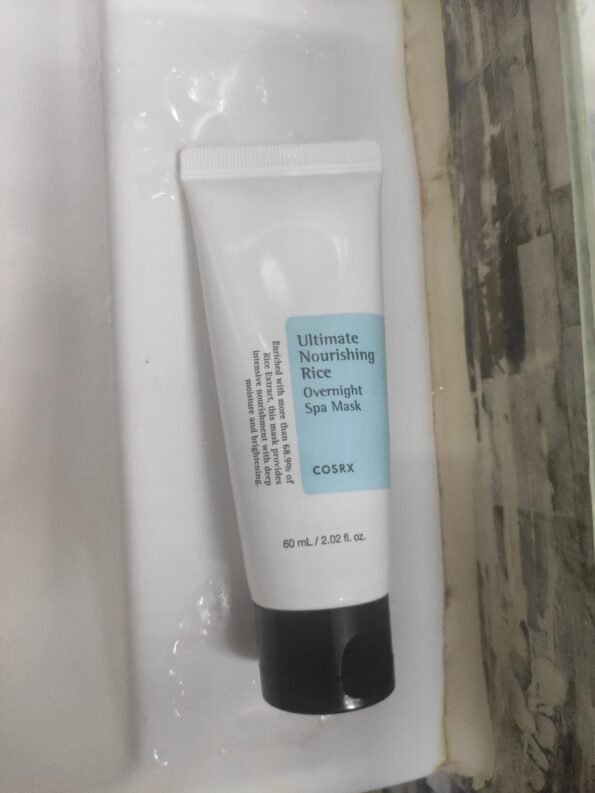 Ultimate
Nourishing
Rice
Overnight
Spa Mask
COSRX
Enriched with more than 68.9% of
Rice Extract, this mask provides
intensive nourishment with deep
moisture and brightening.
60 mL / 2.02 fl. oz.